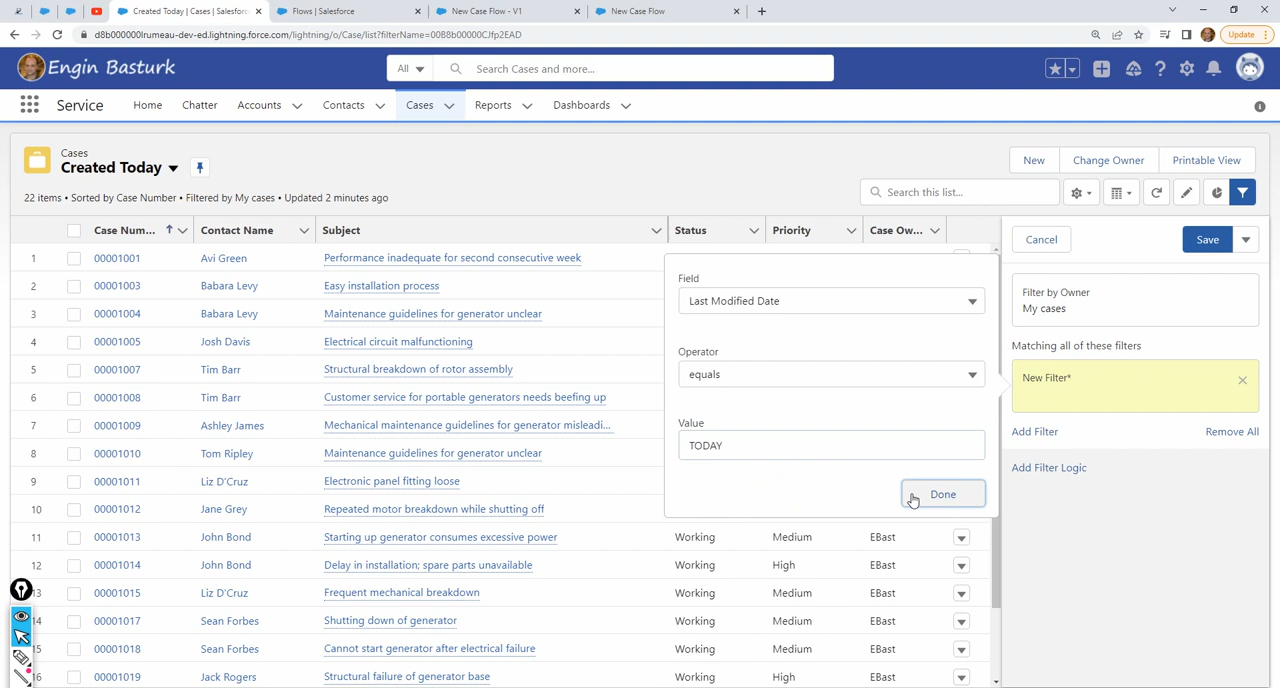 Created Today | Cases | Salesforc
Flows | Salesforce
New Case Flow - V1
New Case Flow
d8b000000lrumeau-dev-ed.lightning.force.com/lightning/o/Case/list?filterName=00B8b00000CJfp2EAD
Update
Engin Basturk
All
Search Cases and more...
Service
Home
Chatter
Accounts
Contacts
Cases
Reports
Dashboards
Cases
Created Today
New
Change Owner
Printable View
22 items • Sorted by Case Number • Filtered by My cases • Updated 2 minutes ago
Search this list...
Case Num...
Contact Name
Subject
Status
Priority
Case Ow...
1 00001001 Avi Green Performance inadequate for second consecutive week
2 00001003 Babara Levy Easy installation process
3 00001004 Babara Levy Maintenance guidelines for generator unclear
4 00001005 Josh Davis Electrical circuit malfunctioning
5 00001007 Tim Barr Structural breakdown of rotor assembly
6 00001008 Tim Barr Customer service for portable generators needs beefing up
7 00001009 Ashley James Mechanical maintenance guidelines for generator misleadi...
8 00001010 Tom Ripley Maintenance guidelines for generator unclear
9 00001011 Liz D'Cruz Electronic panel fitting loose
10 00001012 Jane Grey Repeated motor breakdown while shutting off
11 00001013 John Bond Starting up generator consumes excessive power Working Medium EBast
12 00001014 John Bond Delay in installation; spare parts unavailable Working High EBast
13 00001015 Liz D'Cruz Frequent mechanical breakdown Working Medium EBast
14 00001017 Sean Forbes Shutting down of generator Working Medium EBast
15 00001018 Sean Forbes Cannot start generator after electrical failure Working Medium EBast
16 00001019 Jack Rogers Structural failure of generator base Working High EBast
Field
Last Modified Date
Operator
equals
Value
TODAY
Done
Cancel
Save
Filter by Owner
My cases
Matching all of these filters
New Filter*
Add Filter
Remove All
Add Filter Logic